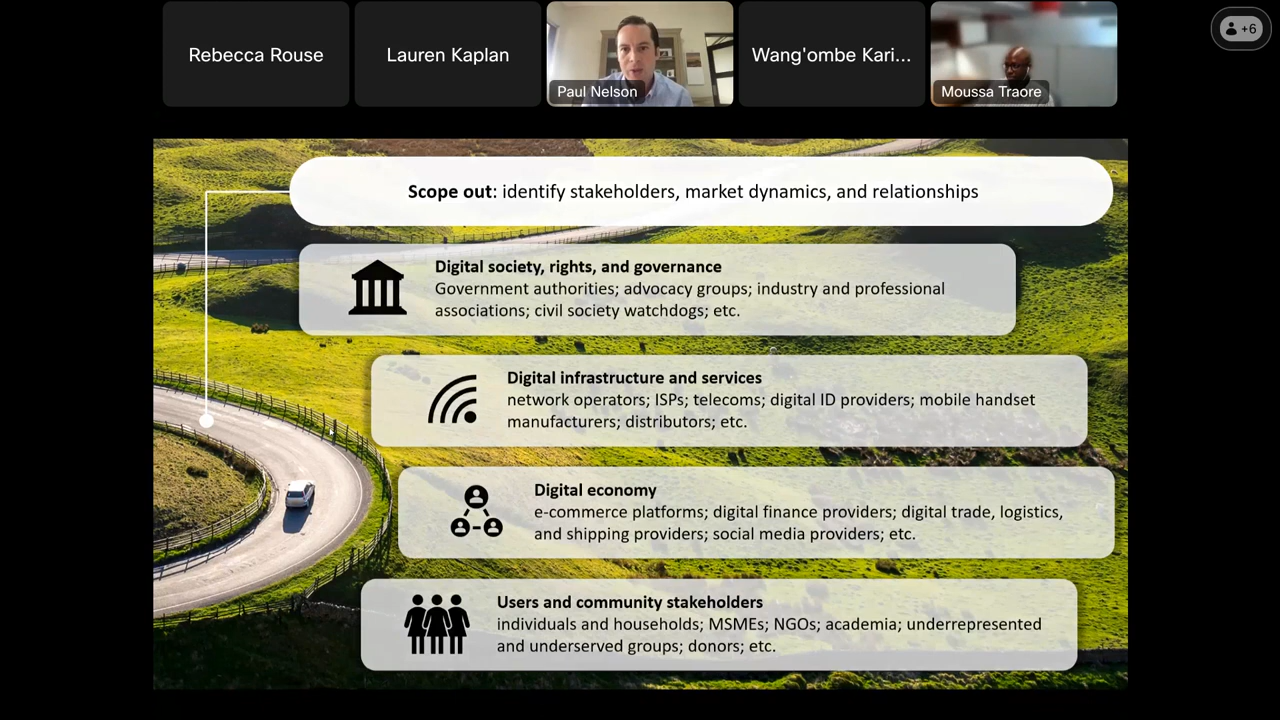 Rebecca Rouse
Lauren Kaplan
Paul Nelson
Wang'ombe Kari...
Moussa Traore
+6
Scope out: identify stakeholders, market dynamics, and relationships
Digital society, rights, and governance
Government authorities; advocacy groups; industry and professional
associations; civil society watchdogs; etc.
Digital infrastructure and services
network operators; ISPs; telecoms; digital ID providers; mobile handset
manufacturers; distributors; etc.
Digital economy
e-commerce platforms; digital finance providers; digital trade, logistics,
and shipping providers; social media providers; etc.
Users and community stakeholders
individuals and households; MSMEs; NGOs; academia; underrepresented
and underserved groups; donors; etc.